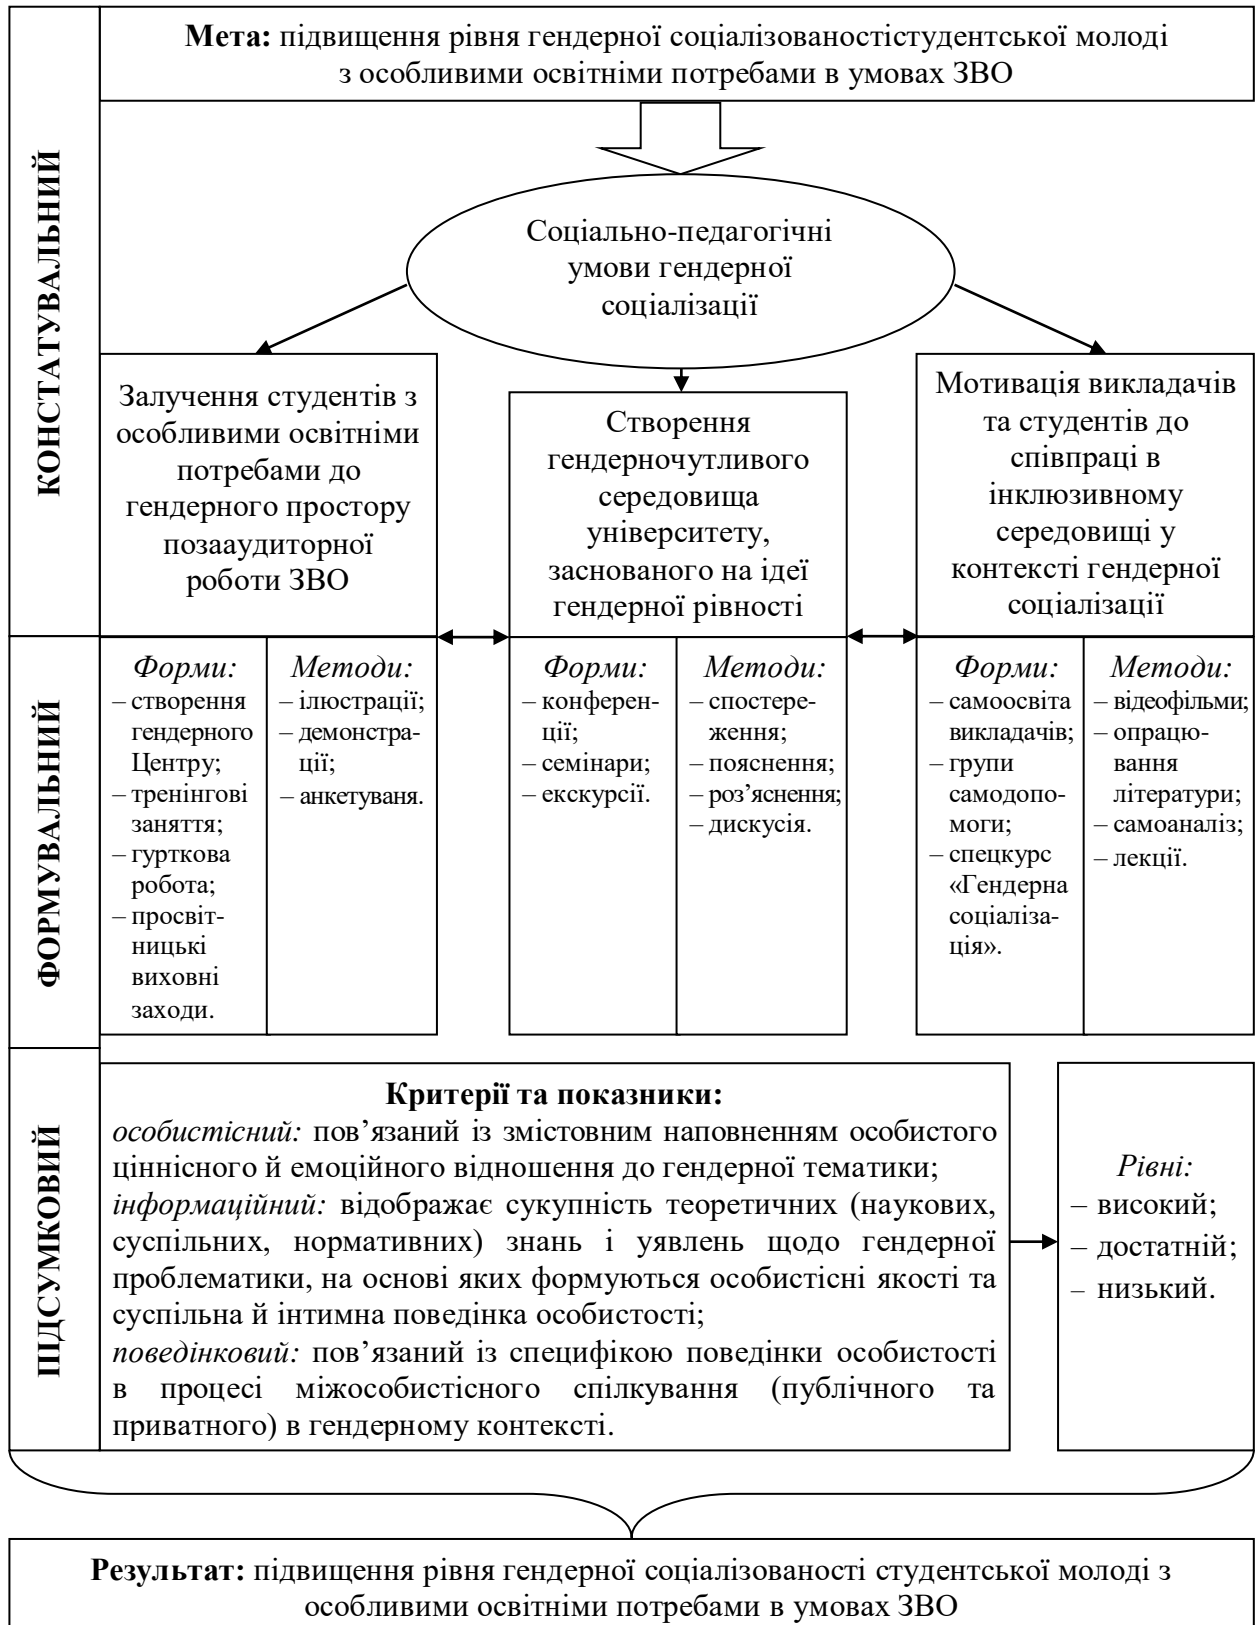 Мета: підвищення рівня гендерної соціалізованостістудентської молоді
з особливими освітніми потребами в умовах ЗВО
КОНСТАТУВАЛЬНИЙ
Соціально-педагогічні
умови гендерної
соціалізації
Залучення студентів з
особливими освітніми
потребами до
гендерного простору
позааудиторної
роботи ЗВО
Створення
гендерночутливого
середовища
університету,
заснованого на ідеї
гендерної рівності
Мотивація викладачів
та студентів до
співпраці в
інклюзивному
середовищі у
контексті гендерної
соціалізації
ФОРМУВАЛЬНИЙ
Форми:
– створення
гендерного
Центру;
– тренінгові
заняття;
– гурткова
робота;
– просвіт-
ницькі
виховні
заходи.
Методи:
– ілюстрації;
– демонстра-
ції;
– анкетуваня.
Форми:
– конферен-
ції;
– семінари;
– екскурсії.
Методи:
– спостере-
ження;
– пояснення;
– роз’яснення;
– дискусія.
Форми:
– самоосвіта
викладачів;
– групи
самодопо-
моги;
– спецкурс
«Гендерна
соціаліза-
ція».
Методи:
– відеофільми;
– опрацю-
вання
літератури;
– самоаналіз;
– лекції.
ПІДСУМКОВИЙ
Критерії та показники:
особистісний: пов’язаний із змістовним наповненням особистого
ціннісного й емоційного відношення до гендерної тематики;
інформаційний: відображає сукупність теоретичних (наукових,
суспільних, нормативних) знань і уявлень щодо гендерної
проблематики, на основі яких формуються особистісні якості та
суспільна й інтимна поведінка особистості;
поведінковий: пов’язаний із специфікою поведінки особистості
в процесі міжособистісного спілкування (публічного та
приватного) в гендерному контексті.
Рівні:
– високий;
– достатній;
– низький.
Результат: підвищення рівня гендерної соціалізованості студентської молоді з
особливими освітніми потребами в умовах ЗВО